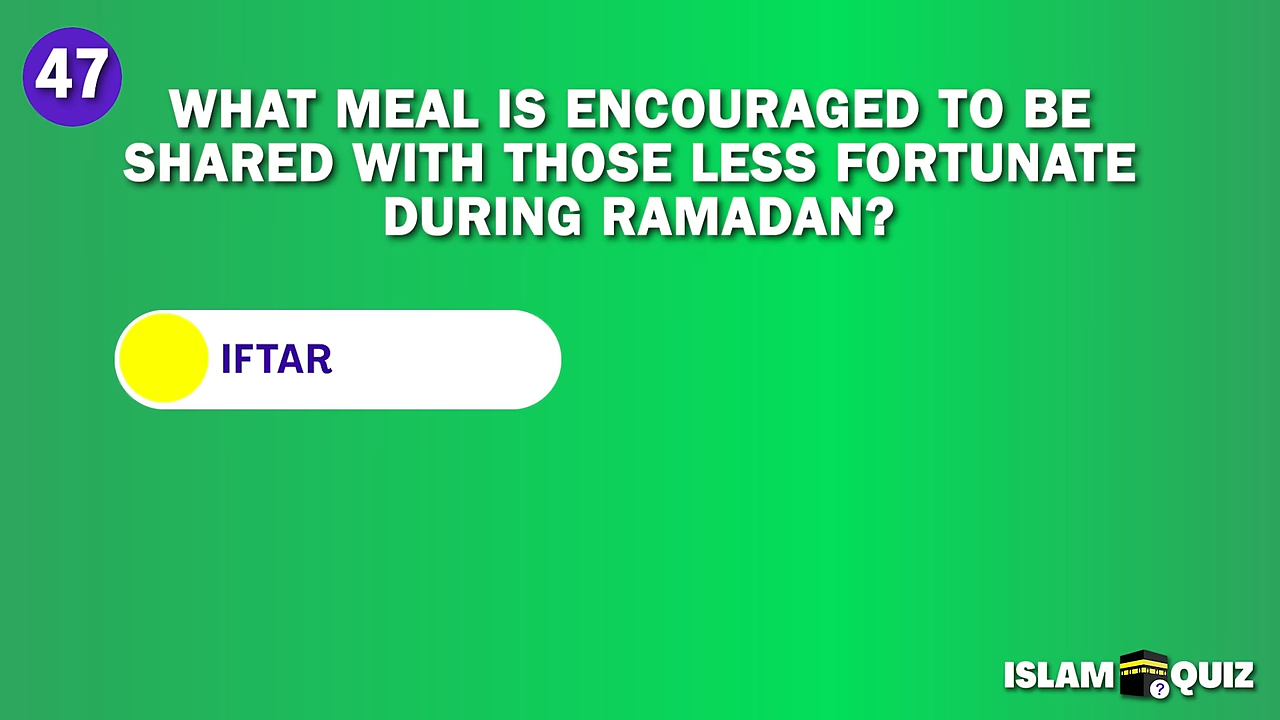 47
WHAT MEAL IS ENCOURAGED TO BE
SHARED WITH THOSE LESS FORTUNATE
DURING RAMADAN?
IFTAR
ISLAM ? QUIZ